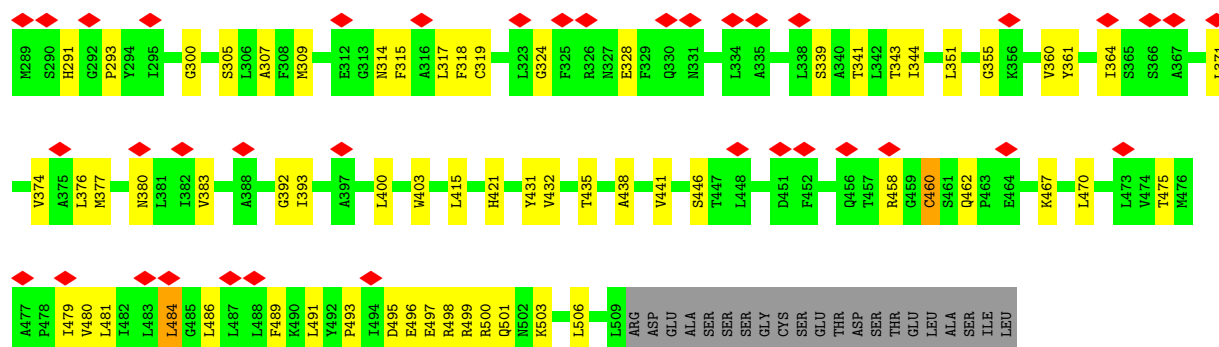 M289 S290 H291 G292 P293 Y294 I295 G300 S305 L306 A307 F308 M309 E312 G313 N314 F315 A316 L317 F318 C319 L323 G324 F325 R326 N327 E328 F329 Q330 N331 L334 A335 L338 S339 A340 T341 L342 T343 I344 L351 G355 K356 V360 Y361 I364 S365 S366 A367
V374 A375 L376 M377 N380 L381 I382 V383 A388 G392 I393 A397 L400 W403 L415 H421 Y431 V432 T435 A438 V441 S446 T447 L448 D451 F452 Q456 T457 R458 G459 C460 S461 Q462 P463 E464 K467 L470 L473 V474 T475 M476
A477 P478 I479 V480 L481 I482 L483 L484 G485 L486 L487 L488 F489 K490 L491 Y492 P493 I494 D495 E496 E497 R498 R499 R500 Q501 N502 K503 L506 L509 ARG ASP GLU ALA SER SER SER GLY CYS SER GLU THR ASP SER THR GLU LEU ALA SER ILE LEU